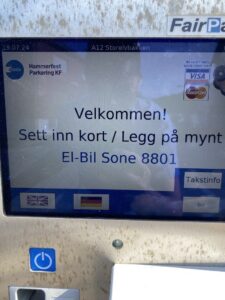 FairPa
19.07.24
A12 Storelvbakken
Hammerfest
Parkering KF
VISA
Velkommen!
Sett inn kort / Legg på mynt
El-Bil Sone 8801
Takstinfo